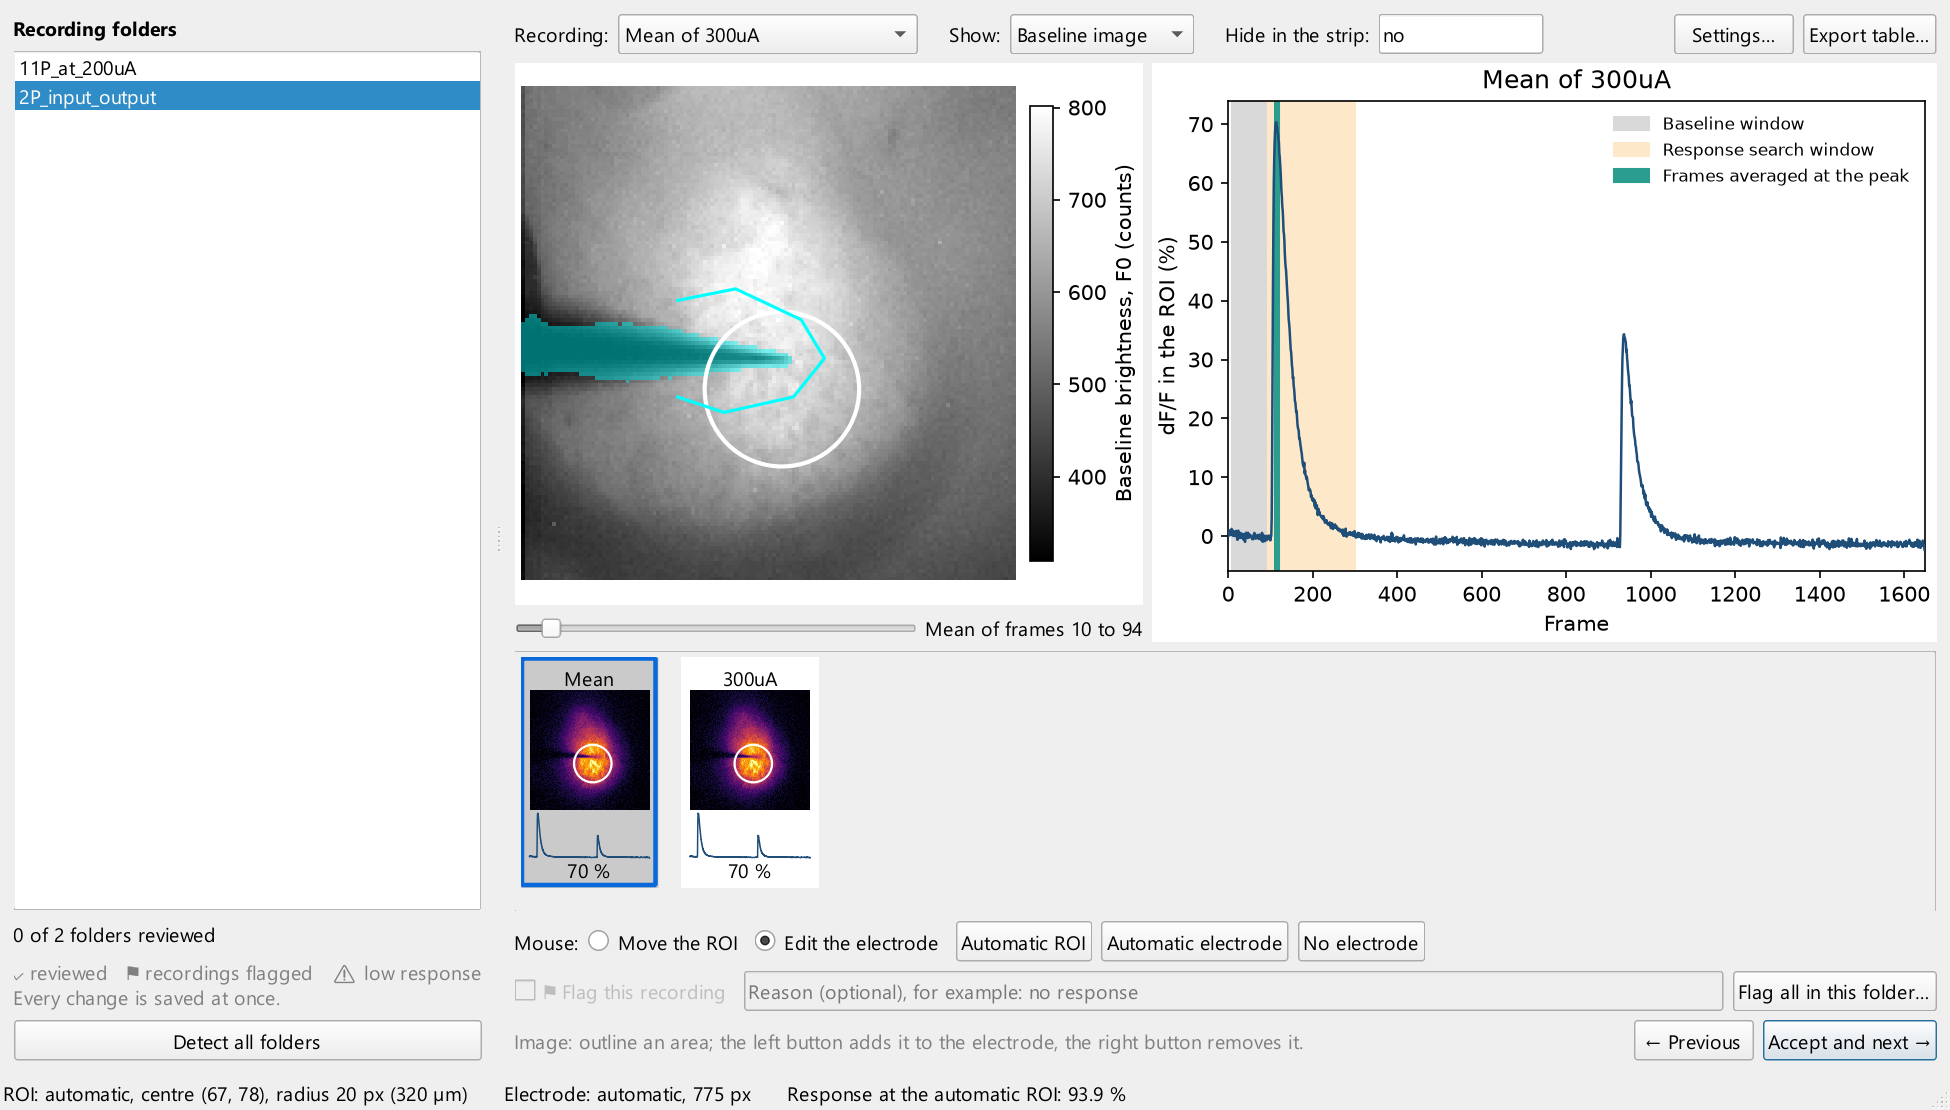 Recording folders
11P_at_200uA
2P_input_output
0 of 2 folders reviewed
✓ reviewed ⚑ recordings flagged ⚠ low response
Every change is saved at once.
Detect all folders
Recording: Mean of 300uA Show: Baseline image Hide in the strip: no Settings... Export table...
800
700
600
500
400
Baseline brightness, F0 (counts)
Mean of frames 10 to 94
Mean of 300uA
Baseline window
Response search window
Frames averaged at the peak
70
60
50
40
30
20
10
0
dF/F in the ROI (%)
0 200 400 600 800 1000 1200 1400 1600
Frame
Mean
70 %
300uA
70 %
Mouse: Move the ROI Edit the electrode Automatic ROI Automatic electrode No electrode
⚑ Flag this recording Reason (optional), for example: no response Flag all in this folder...
Image: outline an area; the left button adds it to the electrode, the right button removes it. ← Previous Accept and next →
ROI: automatic, centre (67, 78), radius 20 px (320 µm) Electrode: automatic, 775 px Response at the automatic ROI: 93.9 %